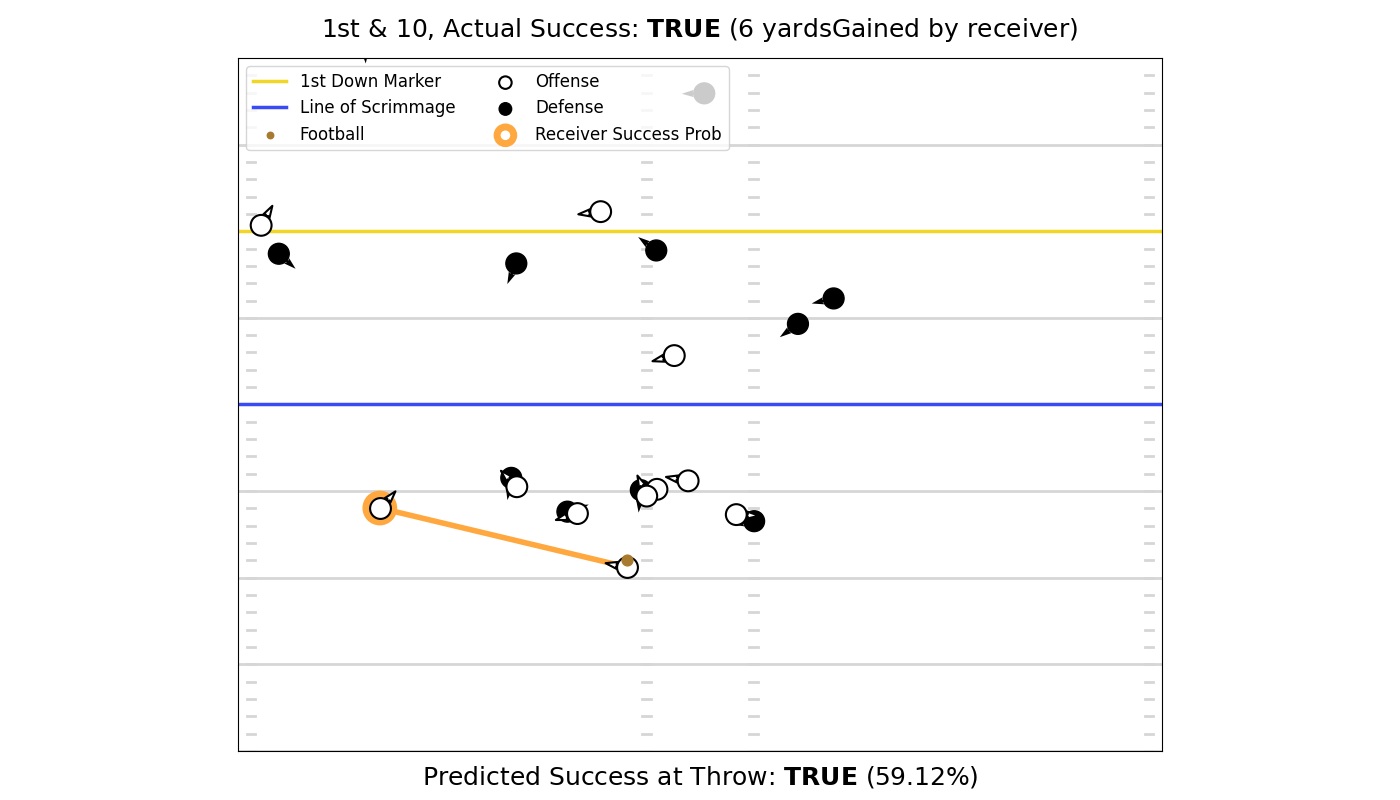 1st & 10, Actual Success: TRUE (6 yardsGained by receiver)
1st Down Marker
Line of Scrimmage
Football
Offense
Defense
Receiver Success Prob
Predicted Success at Throw: TRUE (59.12%)